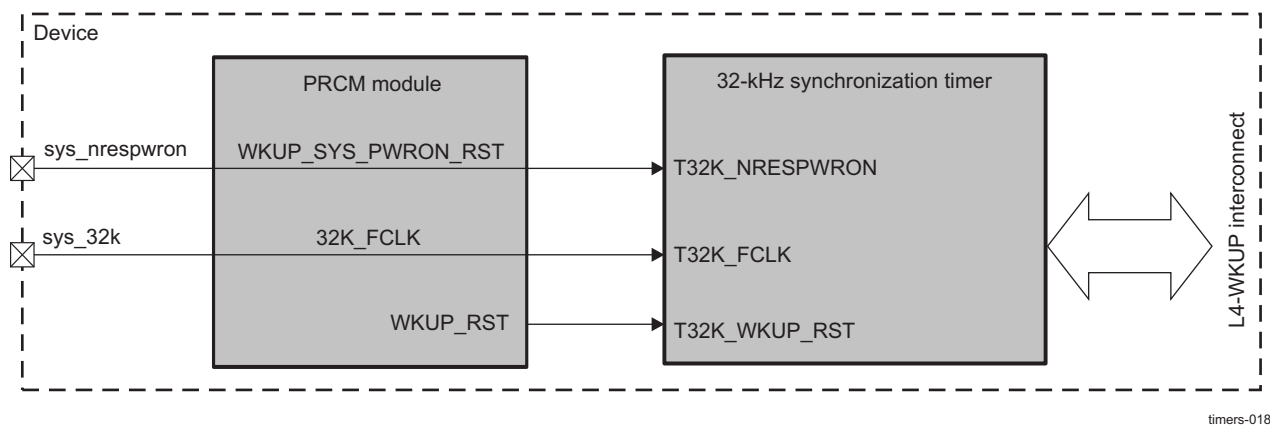 Device
PRCM module
32-kHz synchronization timer
sys_nrespwron
WKUP_SYS_PWRON_RST
T32K_NRESPWRON
sys_32k
32K_FCLK
T32K_FCLK
WKUP_RST
T32K_WKUP_RST
L4-WKUP interconnect
timers-018